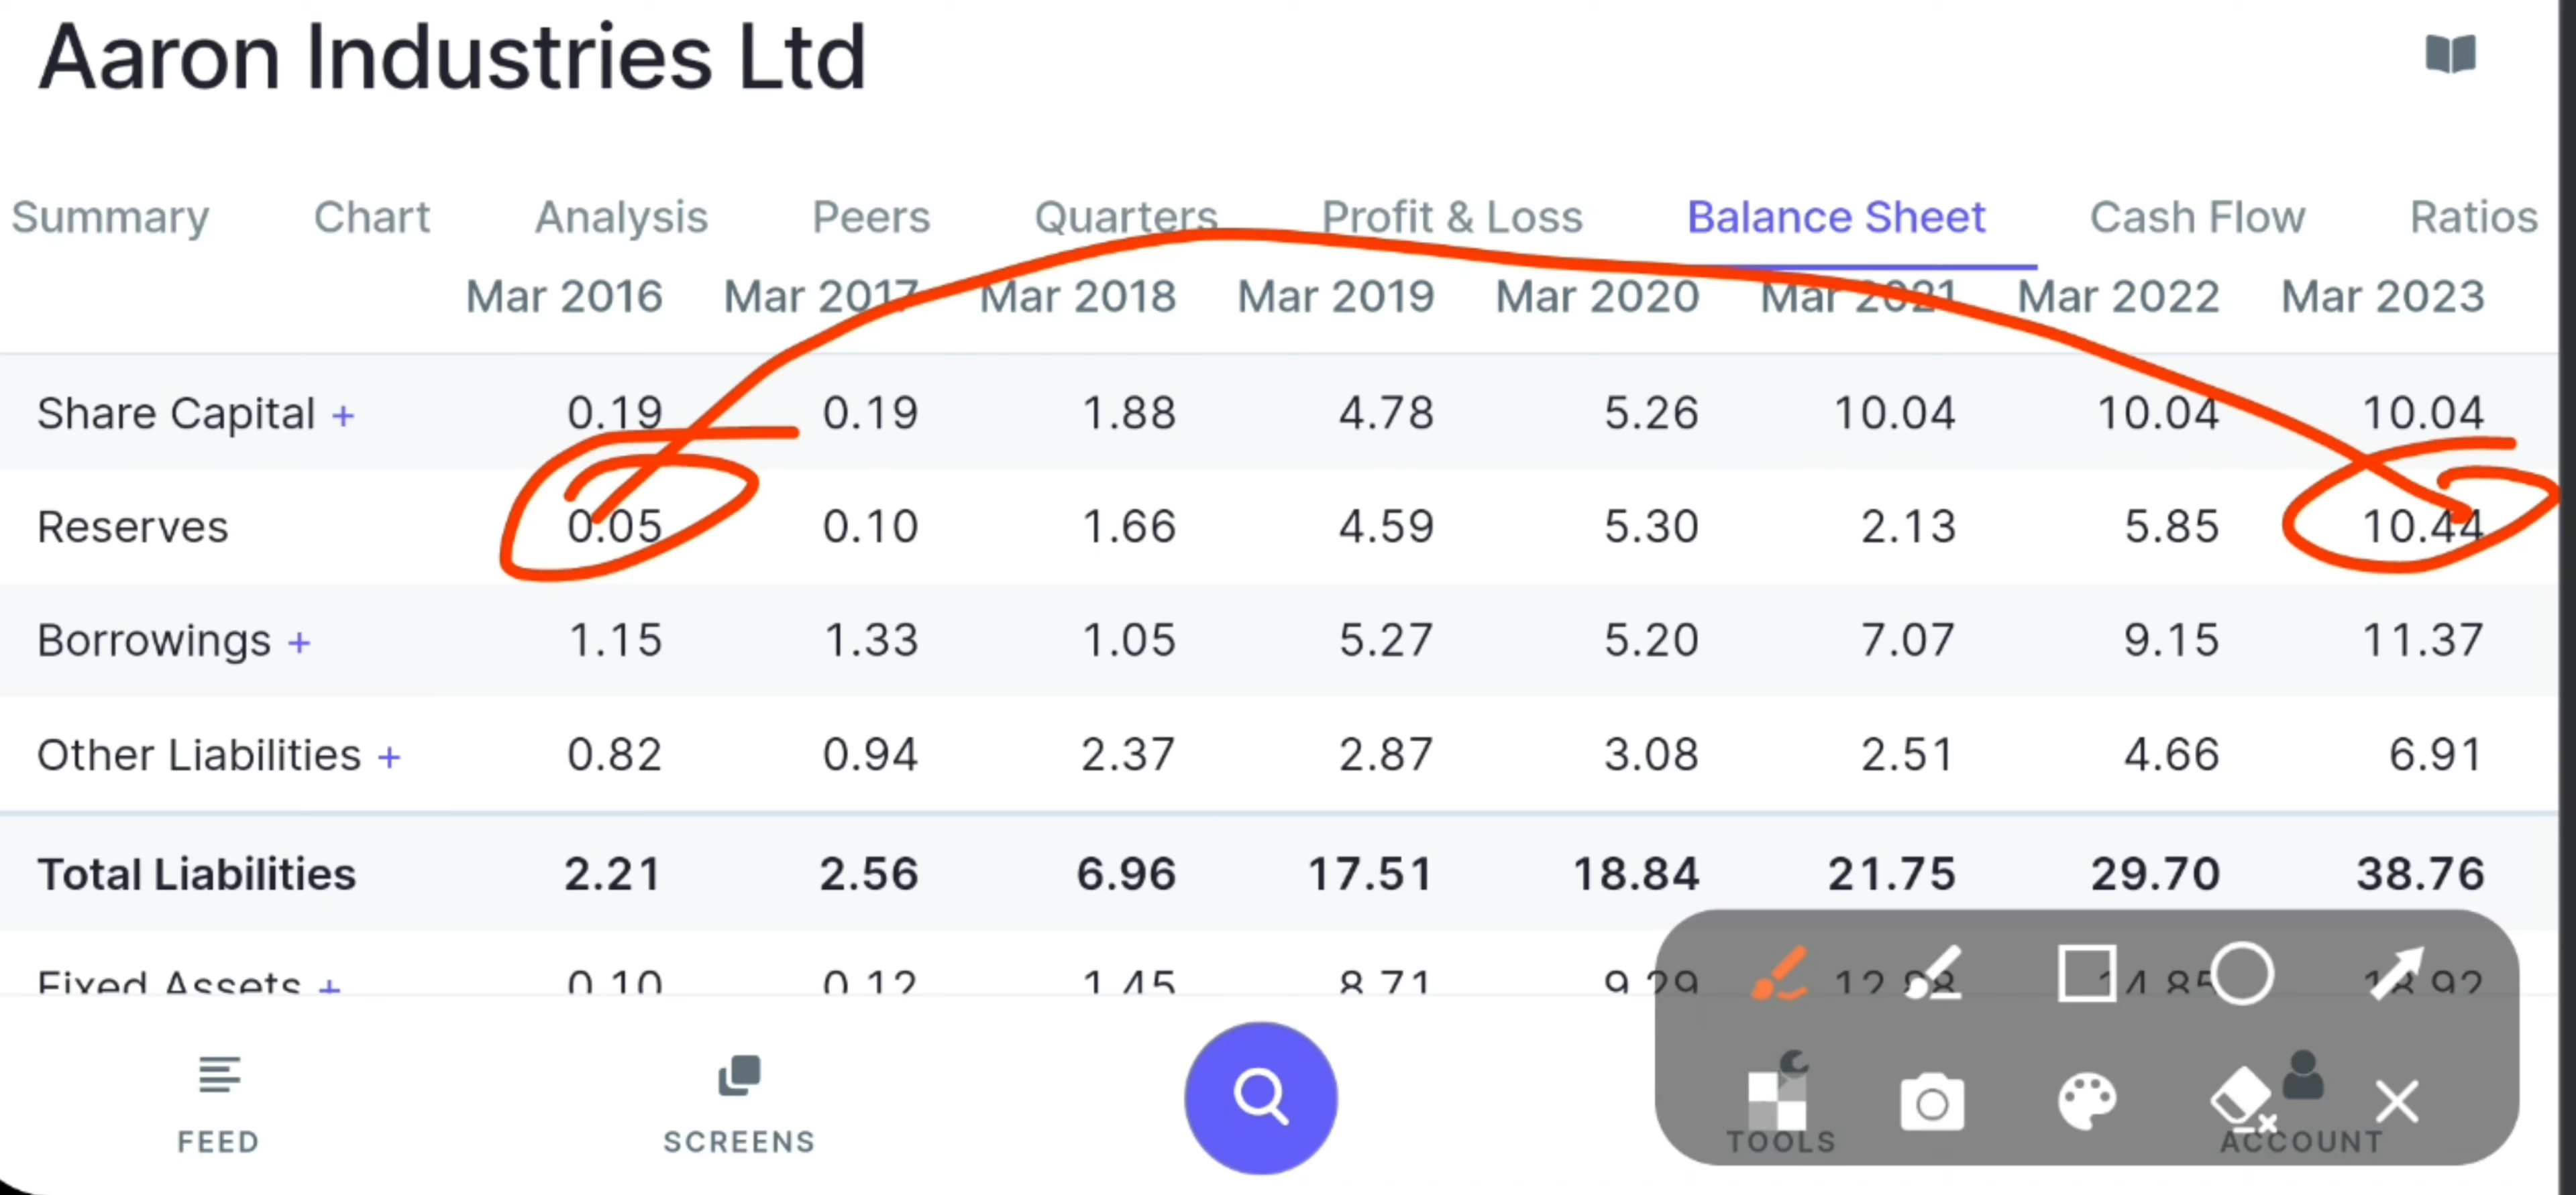 Aaron Industries Ltd
Summary Chart Analysis Peers Quarters Profit & Loss Balance Sheet Cash Flow Ratios
Mar 2016 Mar 2017 Mar 2018 Mar 2019 Mar 2020 Mar 2021 Mar 2022 Mar 2023
Share Capital + 0.19 0.19 1.88 4.78 5.26 10.04 10.04 10.04
Reserves 0.05 0.10 1.66 4.59 5.30 2.13 5.85 10.44
Borrowings + 1.15 1.33 1.05 5.27 5.20 7.07 9.15 11.37
Other Liabilities + 0.82 0.94 2.37 2.87 3.08 2.51 4.66 6.91
Total Liabilities 2.21 2.56 6.96 17.51 18.84 21.75 29.70 38.76
Fixed Assets + 0.10 0.12 1.45 8.71 9.29
FEED SCREENS TOOLS ACCOUNT